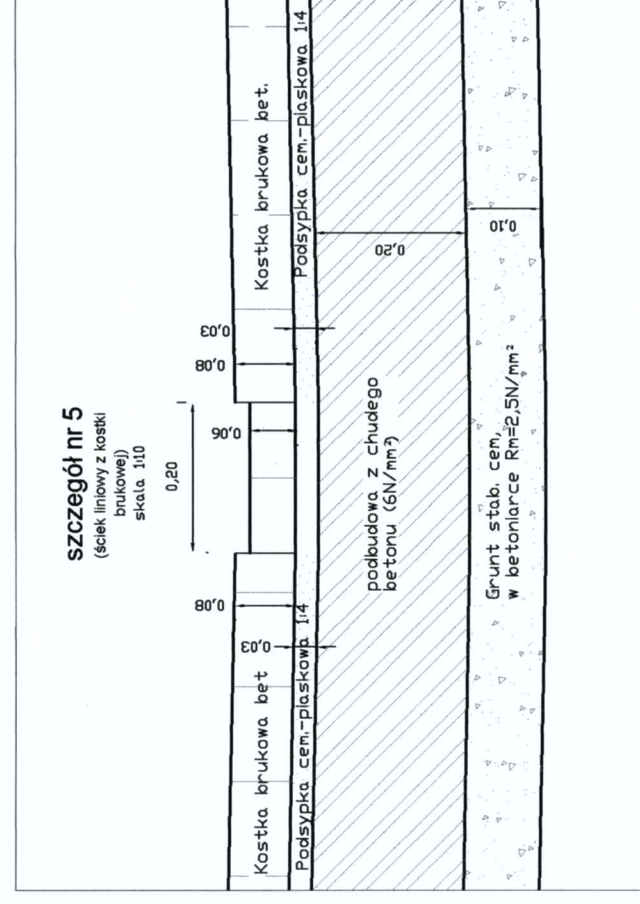 szczegół nr 5
(ściek liniowy z kostki
brukowej)
skala 1:10
0,20
0,08
0,03
0,06
0,08
0,03
Kostka brukowa bet
Kostka brukowa bet.
Podsypka cem.-piaskowa 1:4
Podsypka cem.-piaskowa 1:4
podbudowa z chudego
betonu (6N/mm²)
0,20
Grunt stab. cem,
w betoniarce Rm=2,5N/mm²
0,10